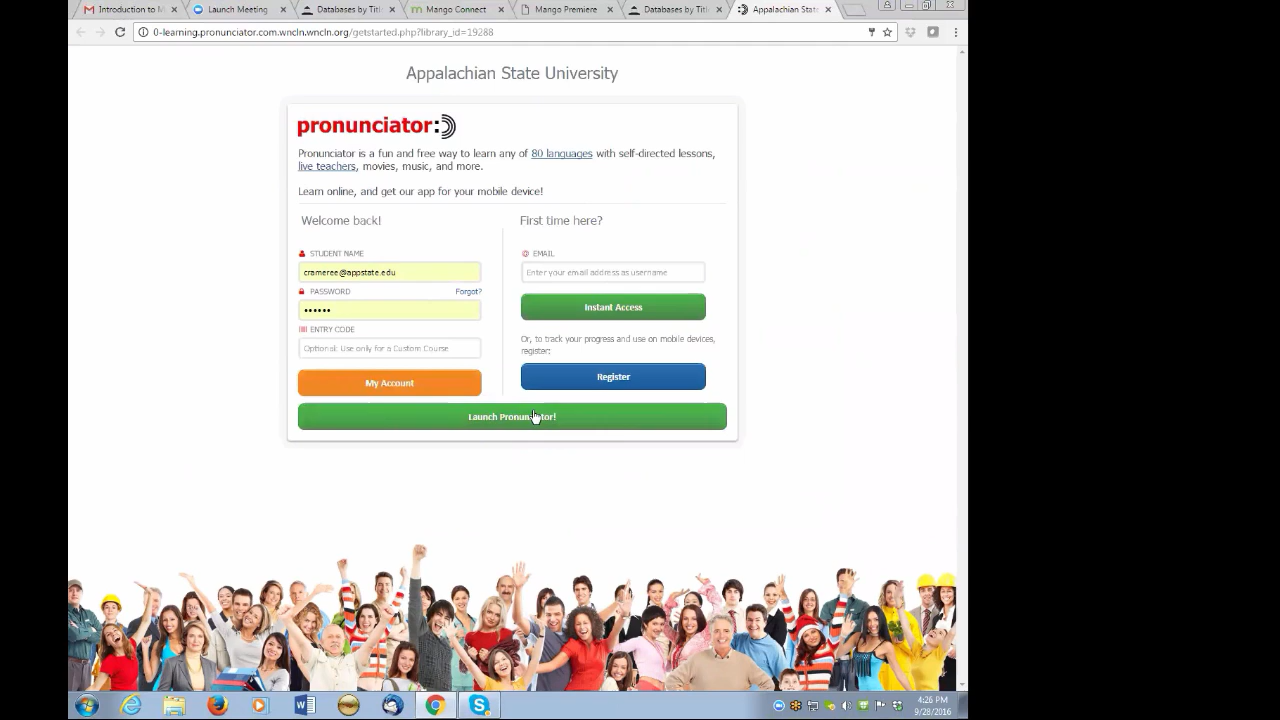 Introduction to M
Launch Meeting
Databases by Titl
Mango Connect
Mango Premiere
Databases by Titl
Appalachian State
0-learning.pronunciator.com.wncln.wncln.org/getstarted.php?library_id=19288
Appalachian State University
pronunciator:
Pronunciator is a fun and free way to learn any of 80 languages with self-directed lessons,
live teachers, movies, music, and more.
Learn online, and get our app for your mobile device!
Welcome back!
First time here?
STUDENT NAME
EMAIL
crameree@appstate.edu
Enter your email address as username
PASSWORD
Forgot?
Instant Access
••••••
ENTRY CODE
Or, to track your progress and use on mobile devices,
register:
Optional: Use only for a Custom Course
Register
My Account
Launch Pronunciator!
4:26 PM
9/28/2016